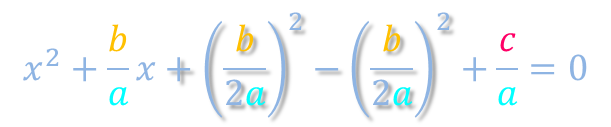 x² + b/a x + (b/2a)² − (b/2a)² + c/a = 0